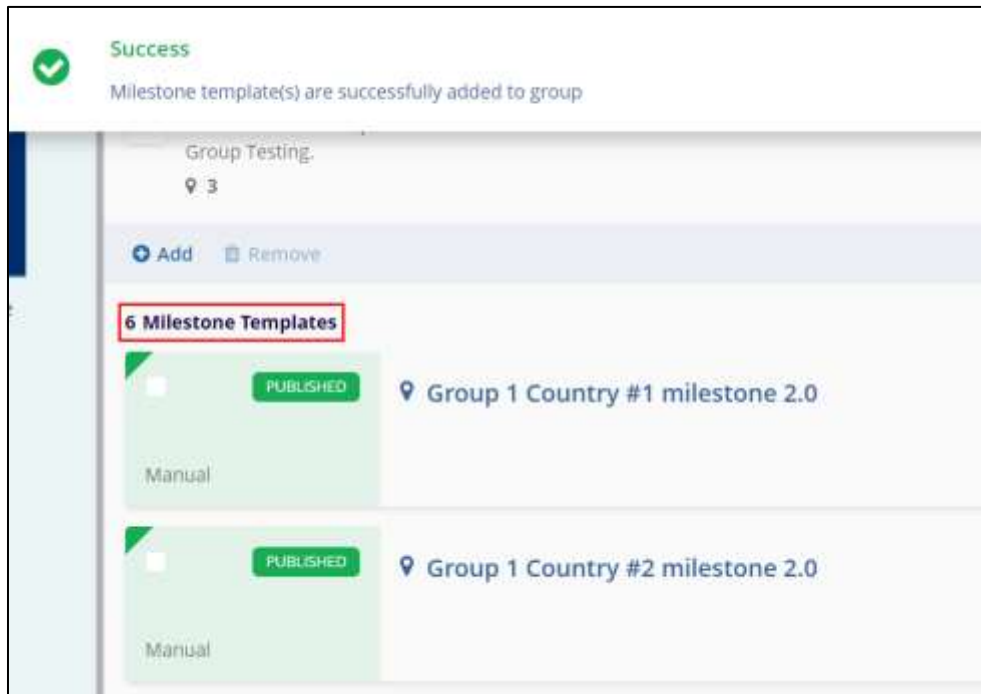 Success
Milestone template(s) are successfully added to group
Group Testing.
3
Add Remove
6 Milestone Templates
PUBLISHED
Group 1 Country #1 milestone 2.0
Manual
PUBLISHED
Group 1 Country #2 milestone 2.0
Manual